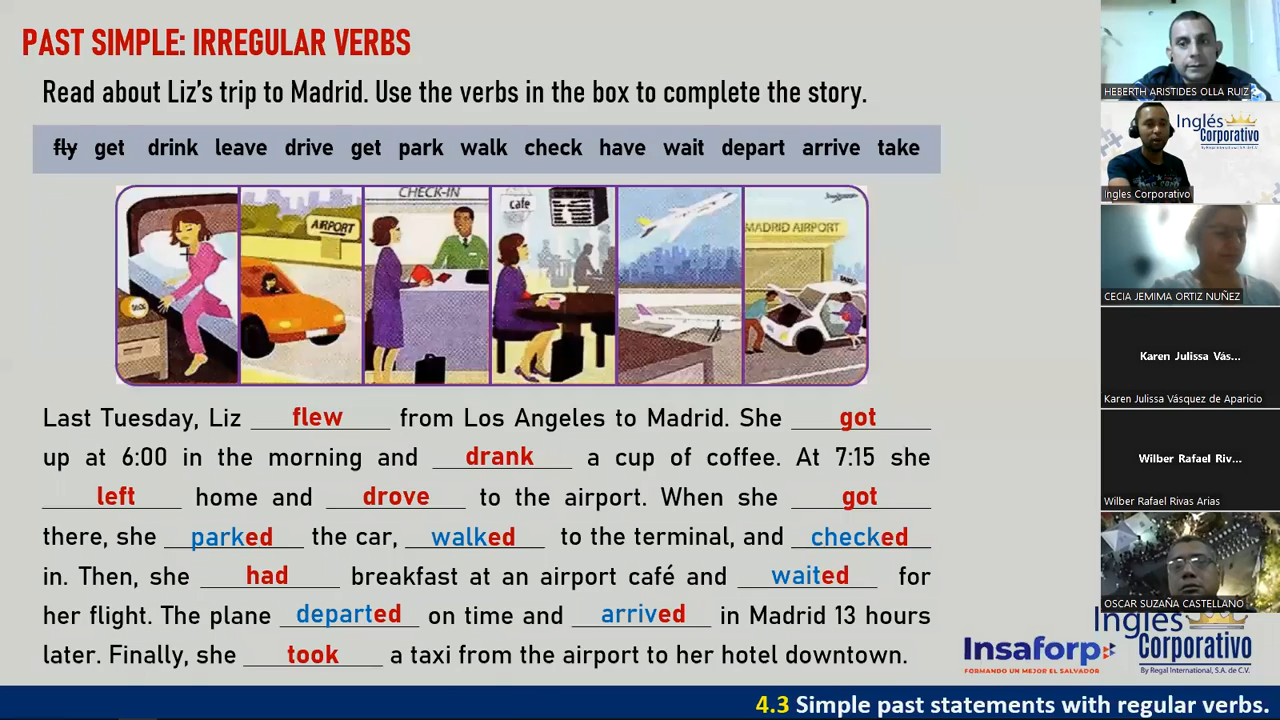 PAST SIMPLE: IRREGULAR VERBS
Read about Liz's trip to Madrid. Use the verbs in the box to complete the story.
fly get drink leave drive get park walk check have wait depart arrive take
AIRPORT
CHECK-IN
cafe
MADRID AIRPORT
Last Tuesday, Liz flew from Los Angeles to Madrid. She got
up at 6:00 in the morning and drank a cup of coffee. At 7:15 she
left home and drove to the airport. When she got
there, she parked the car, walked to the terminal, and checked
in. Then, she had breakfast at an airport café and waited for
her flight. The plane departed on time and arrived in Madrid 13 hours
later. Finally, she took a taxi from the airport to her hotel downtown.
Insaforp
FORMANDO UN MEJOR EL SALVADOR
Inglés
Corporativo
By Regal International, S.A. de C.V.
4.3 Simple past statements with regular verbs.
HEBERTH ARISTIDES OLLA RUIZ
Inglés
Corporativo
Ingles Corporativo
CECIA JEMIMA ORTIZ NUÑEZ
Karen Julissa Vás...
Karen Julissa Vásquez de Aparicio
Wilber Rafael Riv...
Wilber Rafael Rivas Arias
OSCAR SUZAÑA CASTELLANO